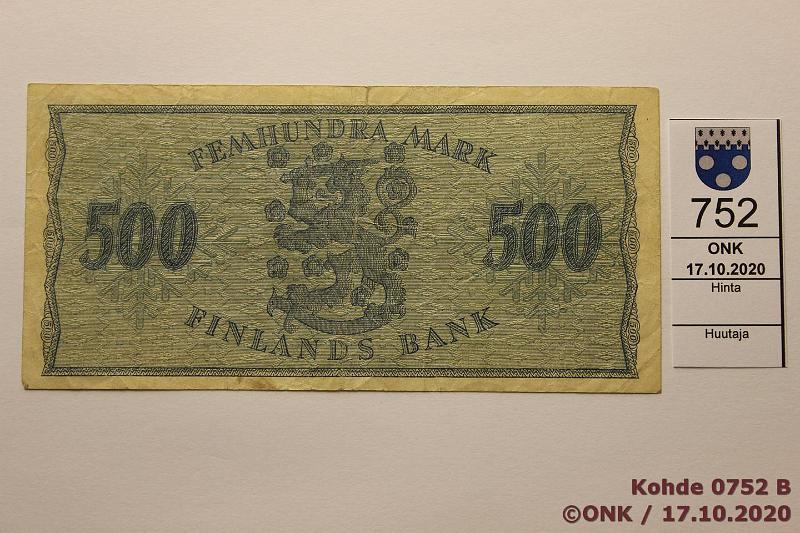 FEMHUNDRA MARK
500
500
FINLANDS BANK
752
ONK
17.10.2020
Hinta
Huutaja
Kohde 0752 B
©ONK / 17.10.2020